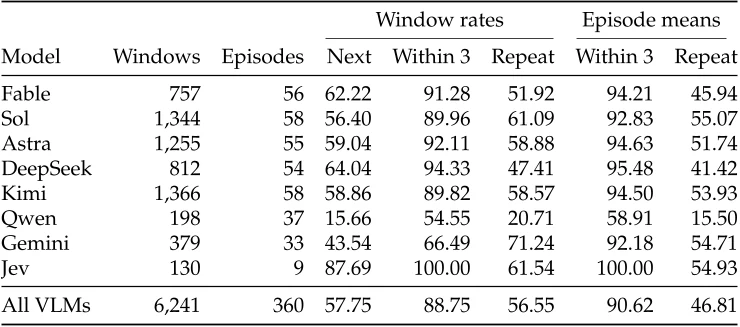 Window rates Episode means
Model Windows Episodes Next Within 3 Repeat Within 3 Repeat
Fable 757 56 62.22 91.28 51.92 94.21 45.94
Sol 1,344 58 56.40 89.96 61.09 92.83 55.07
Astra 1,255 55 59.04 92.11 58.88 94.63 51.74
DeepSeek 812 54 64.04 94.33 47.41 95.48 41.42
Kimi 1,366 58 58.86 89.82 58.57 94.50 53.93
Qwen 198 37 15.66 54.55 20.71 58.91 15.50
Gemini 379 33 43.54 66.49 71.24 92.18 54.71
Jev 130 9 87.69 100.00 61.54 100.00 54.93
All VLMs 6,241 360 57.75 88.75 56.55 90.62 46.81